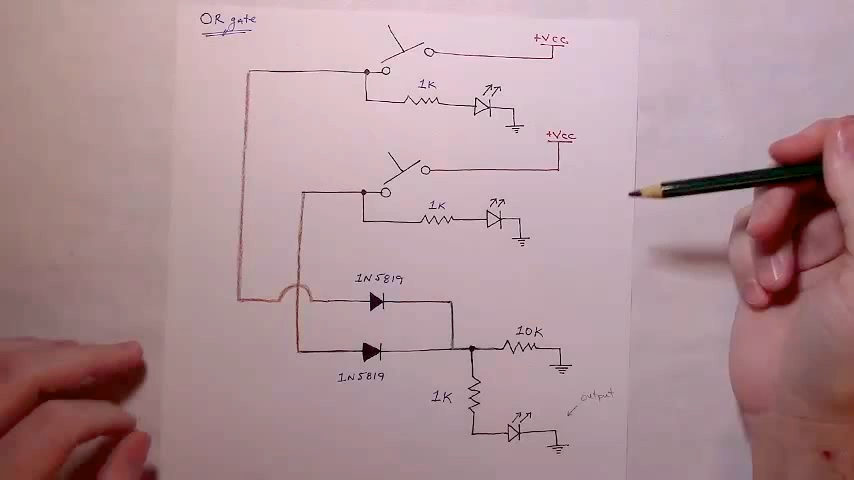 OR gate
+Vcc
1K
+Vcc
1K
1N5819
10K
1N5819
1K
output